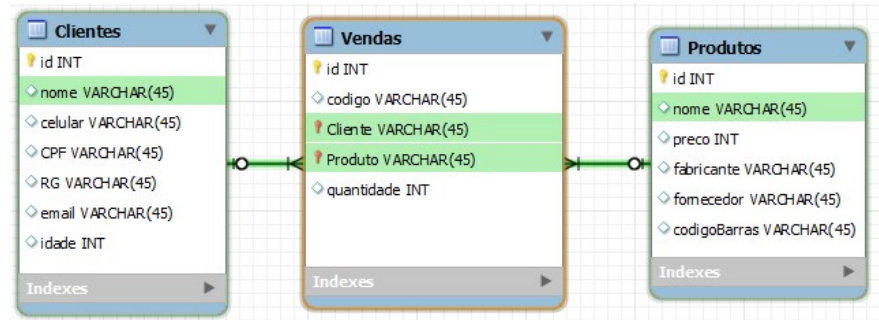 Clientes
id INT
nome VARCHAR(45)
celular VARCHAR(45)
CPF VARCHAR(45)
RG VARCHAR(45)
email VARCHAR(45)
idade INT
Indexes
Vendas
id INT
codigo VARCHAR(45)
Cliente VARCHAR(45)
Produto VARCHAR(45)
quantidade INT
Indexes
Produtos
id INT
nome VARCHAR(45)
preco INT
fabricante VARCHAR(45)
fornecedor VARCHAR(45)
codigoBarras VARCHAR(45)
Indexes